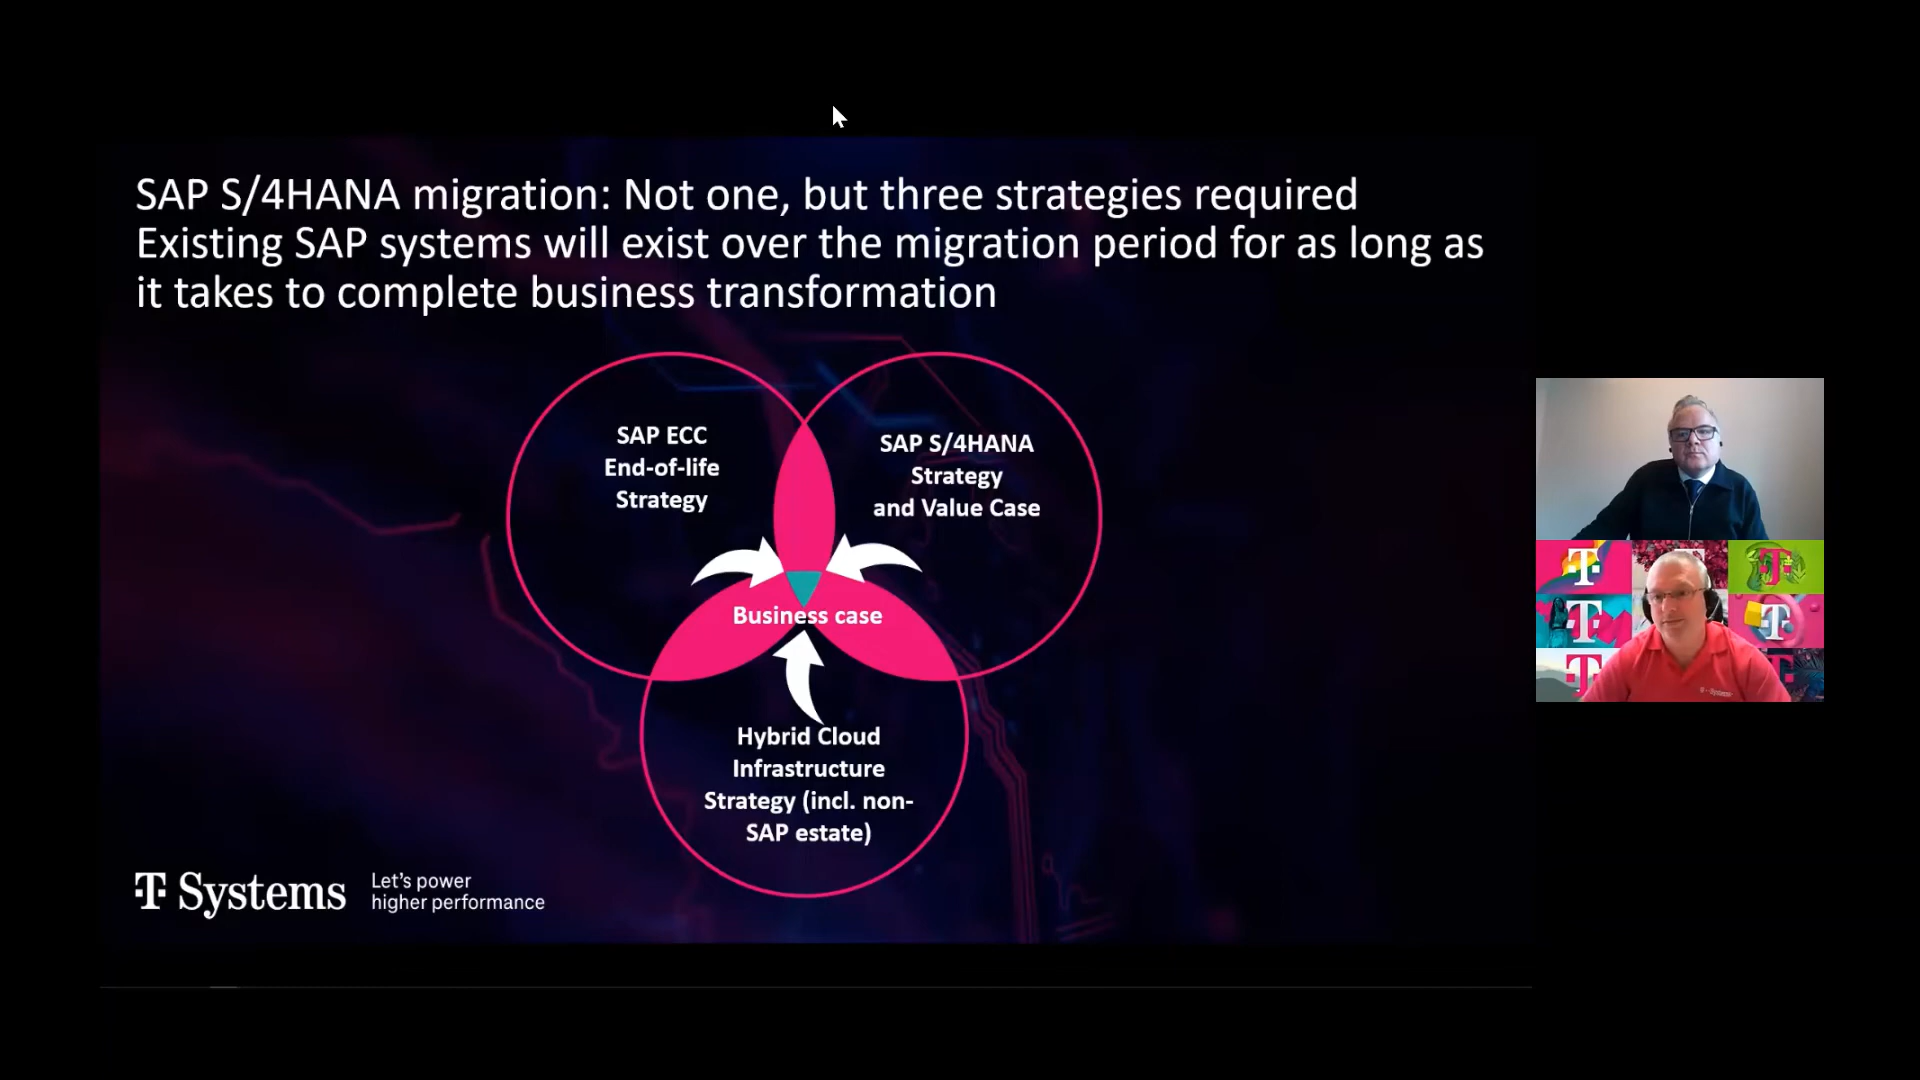 SAP S/4HANA migration: Not one, but three strategies required
Existing SAP systems will exist over the migration period for as long as
it takes to complete business transformation
SAP ECC
End-of-life
Strategy
SAP S/4HANA
Strategy
and Value Case
Business case
Hybrid Cloud
Infrastructure
Strategy (incl. non-
SAP estate)
T Systems
Let's power
higher performance
T
T
T
T
T
T
T-Systems